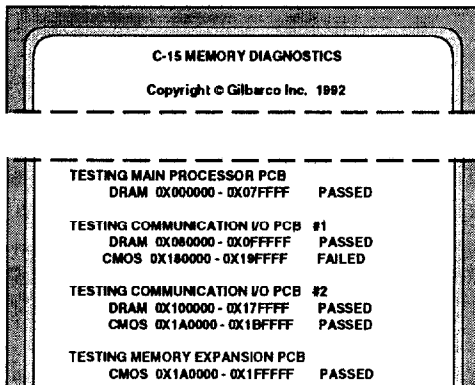 C-15 MEMORY DIAGNOSTICS
Copyright © Gilbarco Inc. 1992
TESTING MAIN PROCESSOR PCB
DRAM 0X000000 - 0X07FFFF PASSED
TESTING COMMUNICATION I/O PCB #1
DRAM 0X080000 - 0X0FFFFF PASSED
CMOS 0X180000 - 0X19FFFF FAILED
TESTING COMMUNICATION I/O PCB #2
DRAM 0X100000 - 0X17FFFF PASSED
CMOS 0X1A0000 - 0X1BFFFF PASSED
TESTING MEMORY EXPANSION PCB
CMOS 0X1A0000 - 0X1FFFFF PASSED